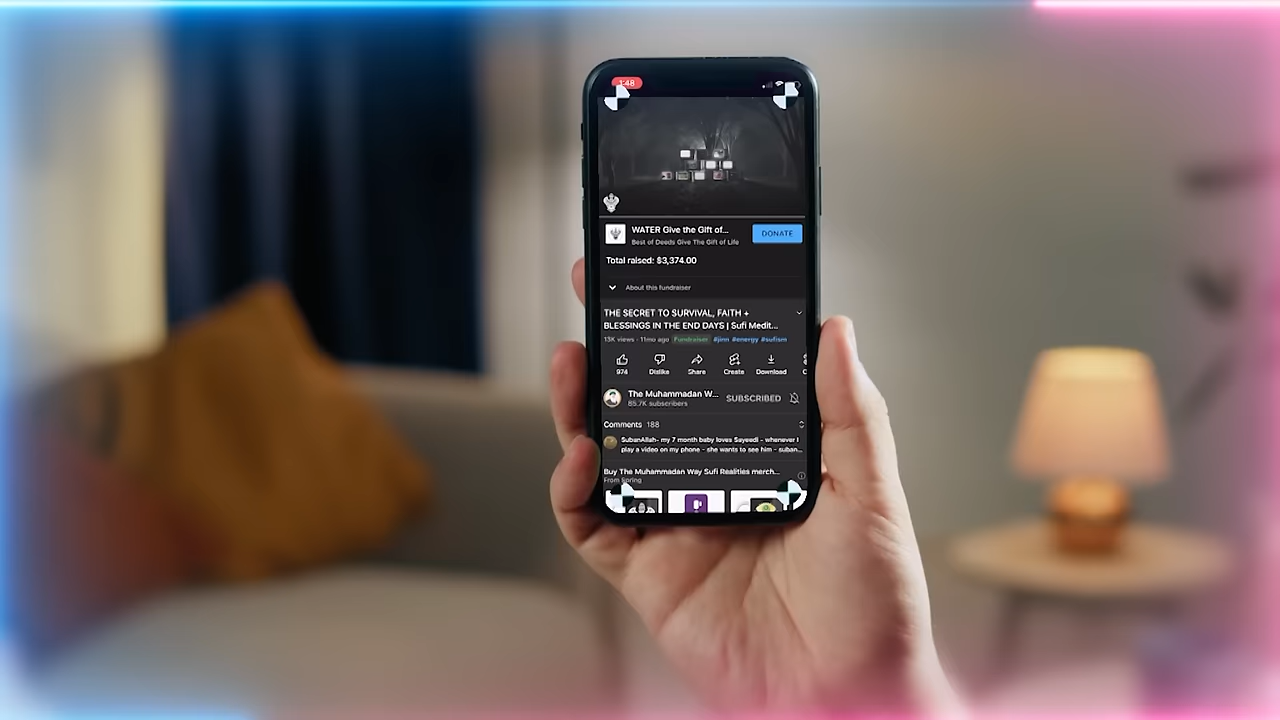 1:48
WATER Give the Gift of...
Best of Deeds Give The Gift of Life
DONATE
Total raised: $3,374.00
About this fundraiser
THE SECRET TO SURVIVAL, FAITH +
BLESSINGS IN THE END DAYS | Sufi Medit...
13K views · 11mo ago Fundraiser #jinn #energy #sufism
974 Dislike Share Create Download
The Muhammadan W...
85.7K subscribers
SUBSCRIBED
Comments 188
SubanAllah- my 7 month baby loves Sayeedi - whenever I
play a video on my phone - she wants to see him - suban...
Buy The Muhammadan Way Sufi Realities merch...
From Spring